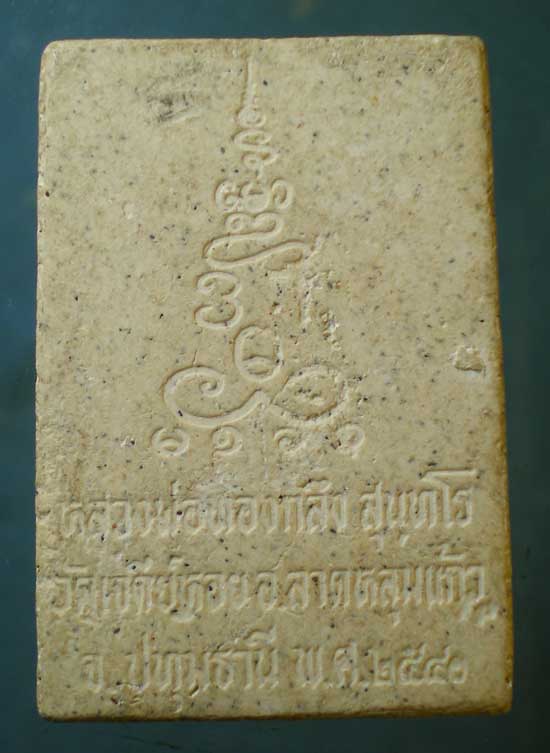 หลวงพ่อทองกลึง สุนฺทโร
วัดเจดีย์หอย อ.ลาดหลุมแก้ว
จ.ปทุมธานี พ.ศ.๒๕๔๐